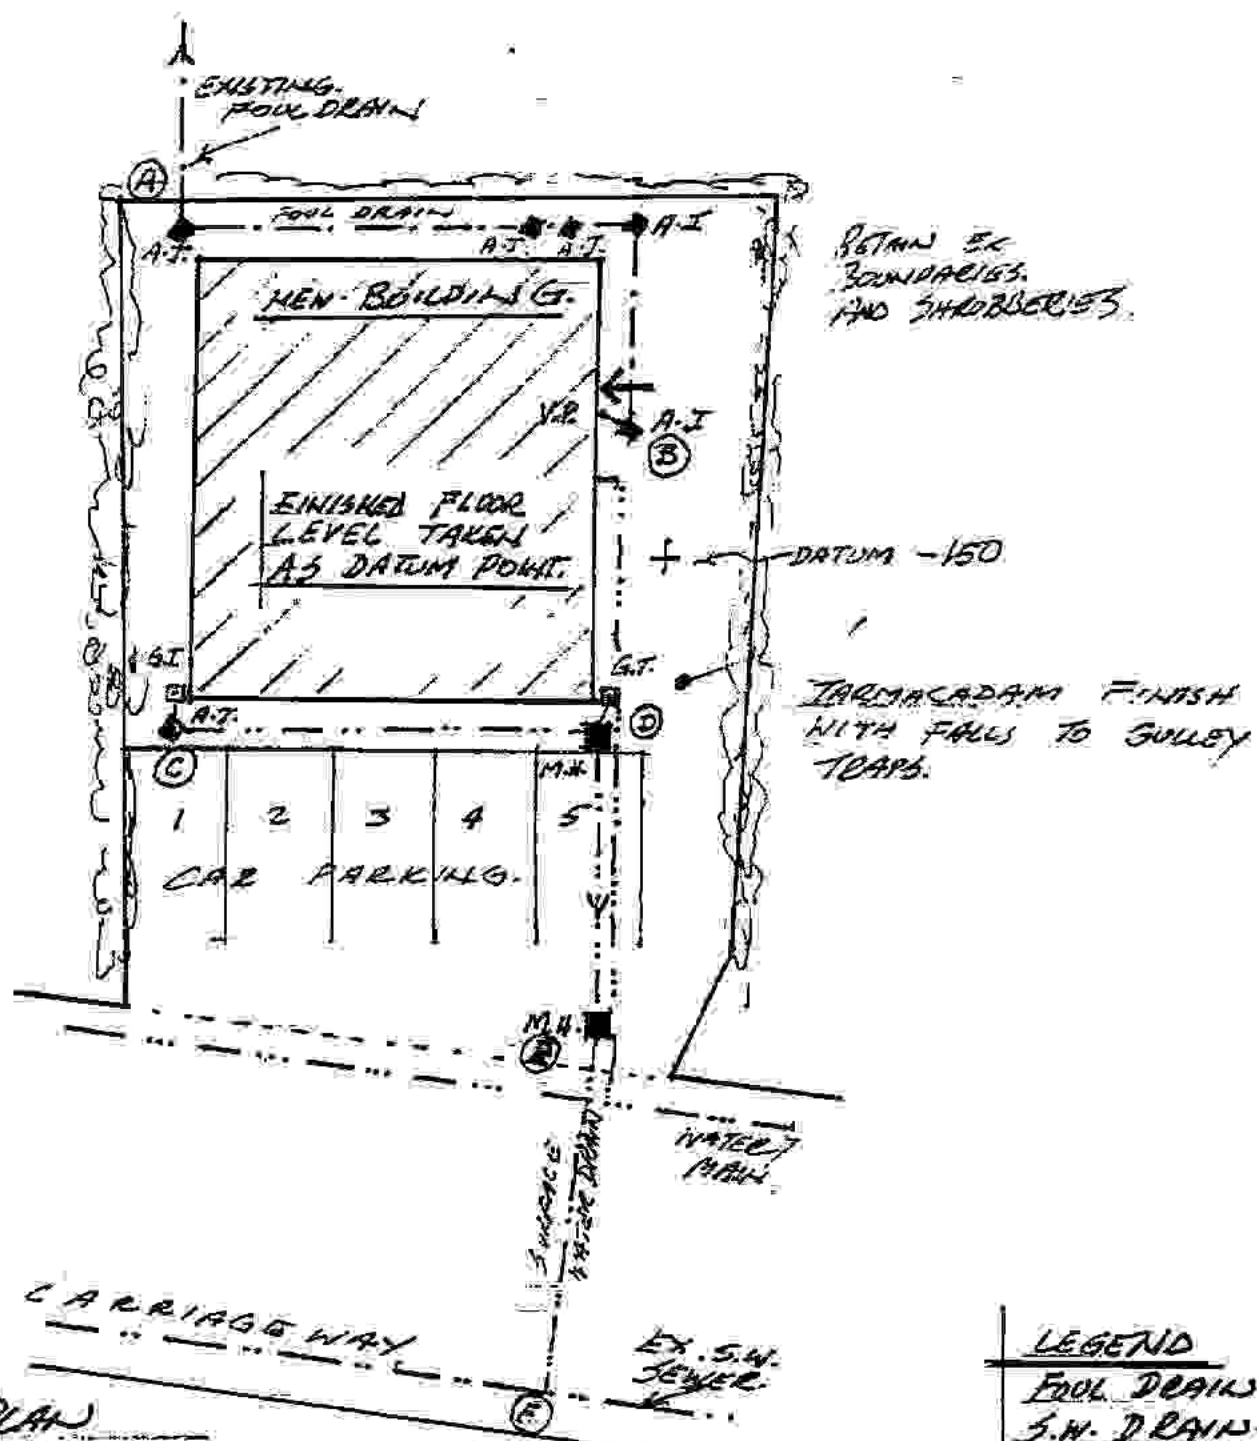 EXISTING.
FOUL DRAIN
A
FOUL DRAIN
A.J.
A.J.
A.J.
A.I
NEW BUILDING.
RETAIN EX
BOUNDARIES.
AND SHRUBBERIES.
V.P.
A.I
B
FINISHED FLOOR
LEVEL TAKEN
AS DATUM POINT.
DATUM -150
G.I
G.T.
A.J.
D
C
M.H.
TARMACADAM FINISH
WITH FALLS TO GULLEY
TRAPS.
1 2 3 4 5
CAR PARKING.
M.H.
WATER
MAIN.
SURFACE
WATER DRAIN
CARRIAGEWAY
EX. S.W.
SEWER.
PLAN
LEGEND
FOUL DRAIN
S.W. DRAIN